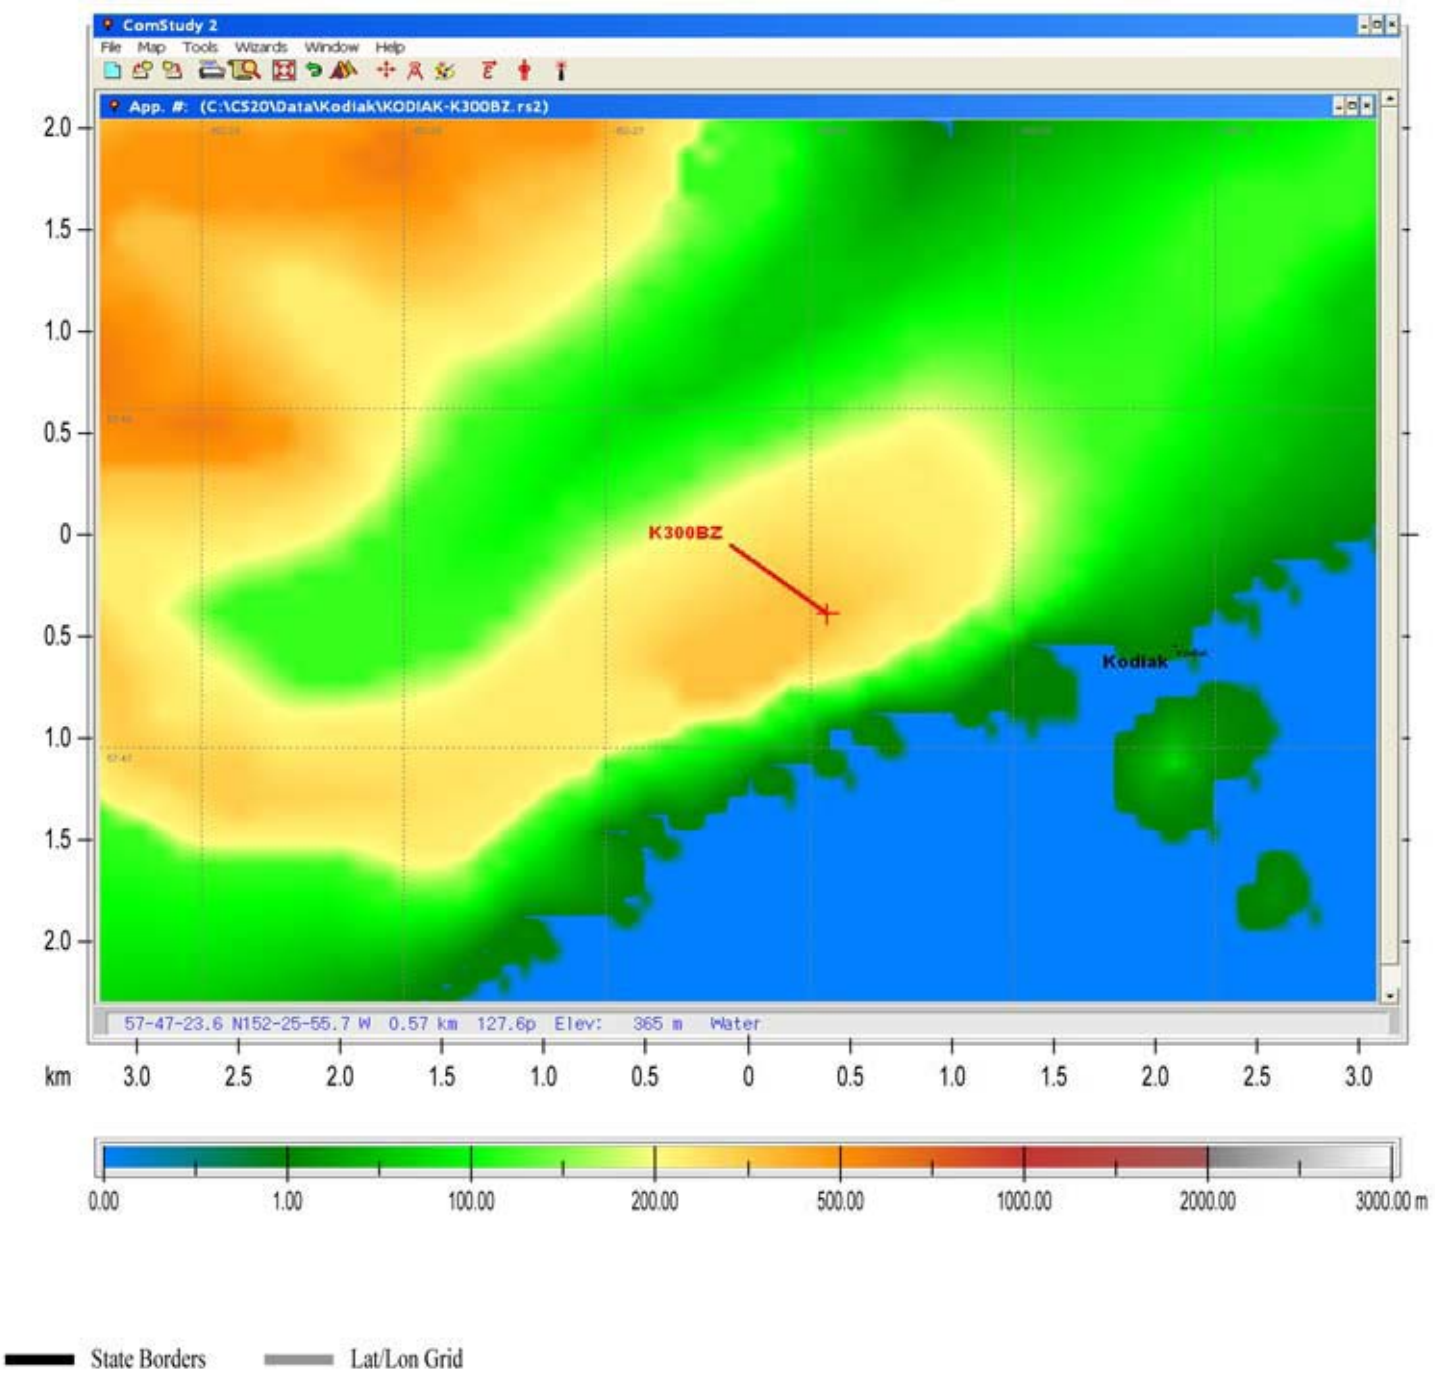 ComStudy 2
File Map Tools Wizards Window Help
App. #: (C:\CS20\Data\Kodiak\KODIAK-K300BZ.rs2)
2.0
1.5
1.0
0.5
0
0.5
1.0
1.5
2.0
K300BZ
Kodiak
57-47-23.6 N152-25-55.7 W 0.57 km 127.6p Elev: 365 m Water
km 3.0 2.5 2.0 1.5 1.0 0.5 0 0.5 1.0 1.5 2.0 2.5 3.0
0.00 1.00 100.00 200.00 500.00 1000.00 2000.00 3000.00 m
State Borders Lat/Lon Grid